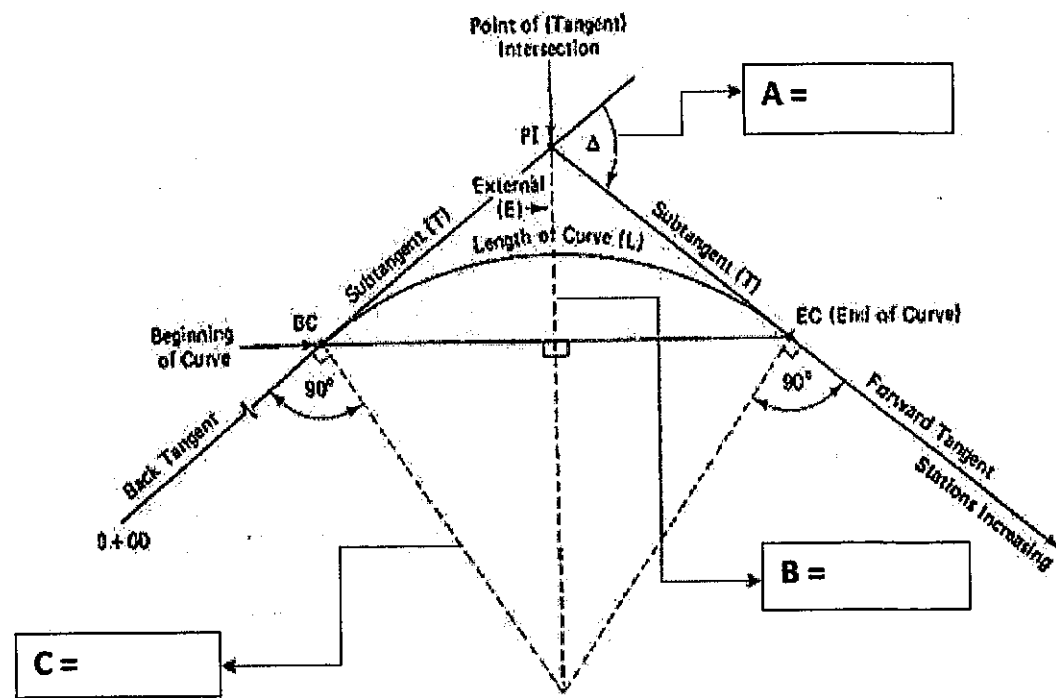 Point of (Tangent)
Intersection
A =
PI
Δ
External
(E)
Subtangent (T)
Subtangent (T)
Length of Curve (L)
BC
EC (End of Curve)
Beginning
of Curve
90°
90°
Back Tangent
Forward Tangent
Stations Increasing
0 + 00
B =
C =